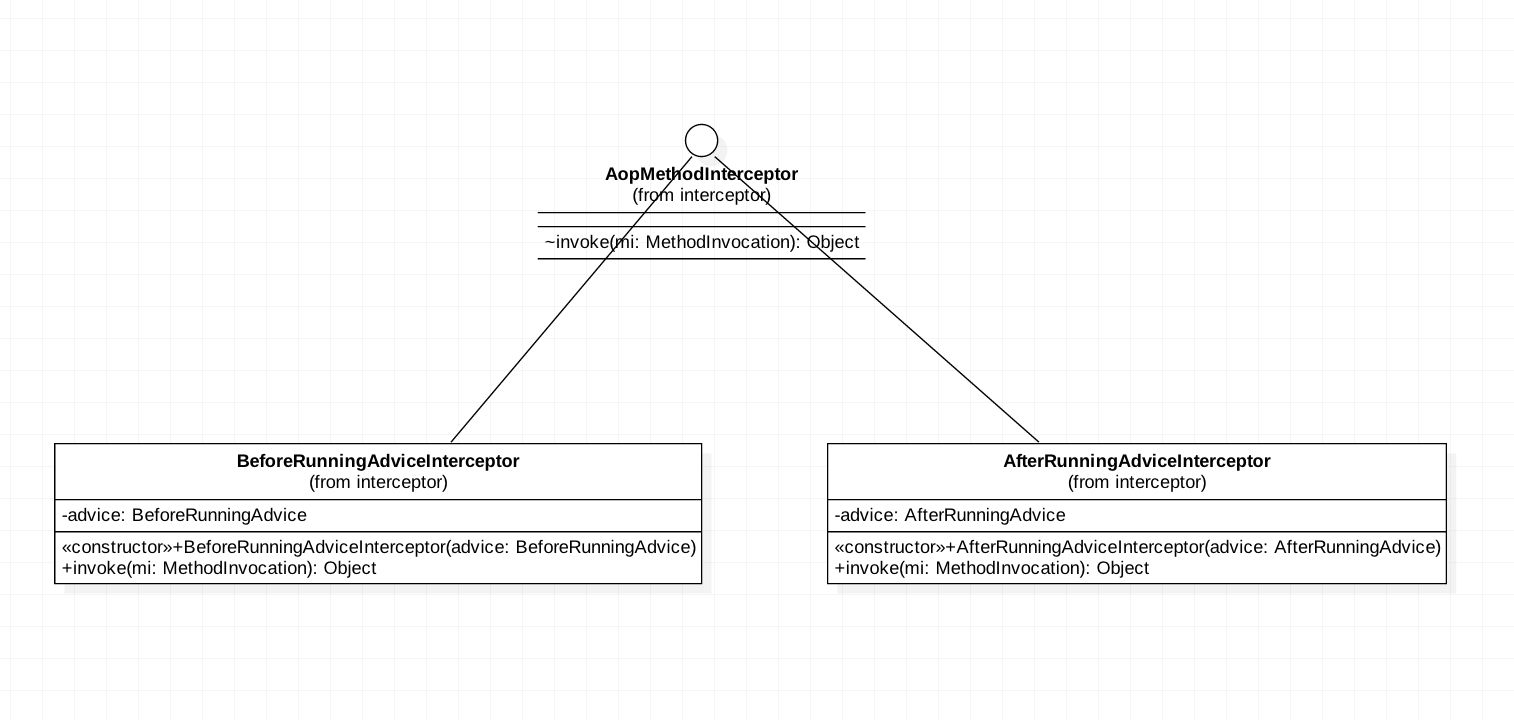 AopMethodInterceptor
(from interceptor)
~invoke(mi: MethodInvocation): Object
BeforeRunningAdviceInterceptor
(from interceptor)
-advice: BeforeRunningAdvice
«constructor»+BeforeRunningAdviceInterceptor(advice: BeforeRunningAdvice)
+invoke(mi: MethodInvocation): Object
AfterRunningAdviceInterceptor
(from interceptor)
-advice: AfterRunningAdvice
«constructor»+AfterRunningAdviceInterceptor(advice: AfterRunningAdvice)
+invoke(mi: MethodInvocation): Object